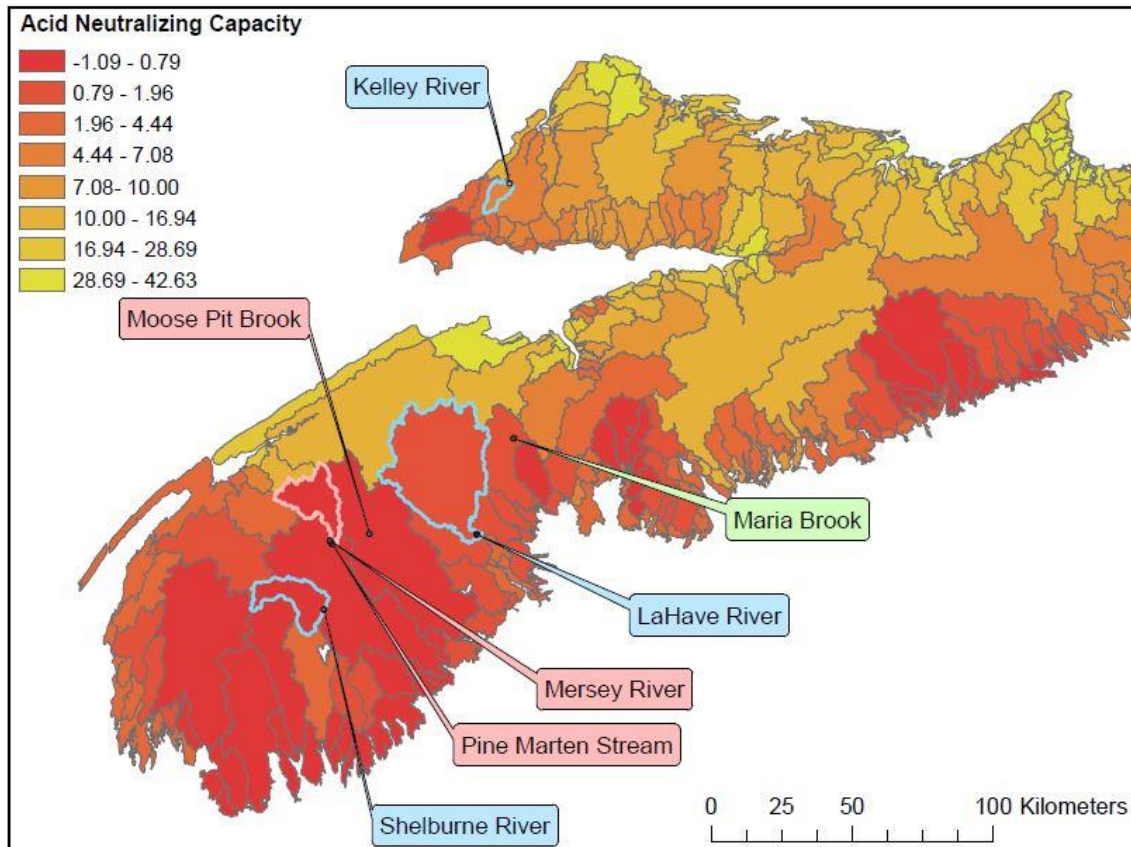 Acid Neutralizing Capacity
-1.09 - 0.79
0.79 - 1.96
1.96 - 4.44
4.44 - 7.08
7.08- 10.00
10.00 - 16.94
16.94 - 28.69
28.69 - 42.63
Kelley River
Moose Pit Brook
Maria Brook
LaHave River
Mersey River
Pine Marten Stream
Shelburne River
0 25 50 100 Kilometers